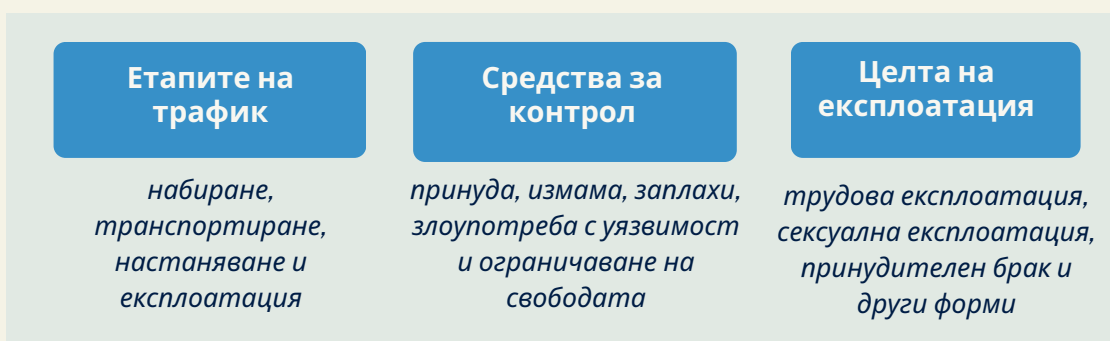 Етапите на
трафик
набиране,
транспортиране,
настаняване и
експлоатация
Средства за
контрол
принуда, измама, заплахи,
злоупотреба с уязвимост
и ограничаване на
свободата
Целта на
експлоатация
трудова експлоатация,
сексуална експлоатация,
принудителен брак и
други форми